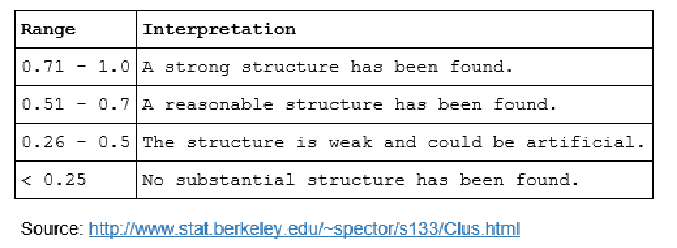 Range Interpretation
0.71 - 1.0 A strong structure has been found.
0.51 - 0.7 A reasonable structure has been found.
0.26 - 0.5 The structure is weak and could be artificial.
< 0.25 No substantial structure has been found.
Source: http://www.stat.berkeley.edu/~spector/s133/Clus.html